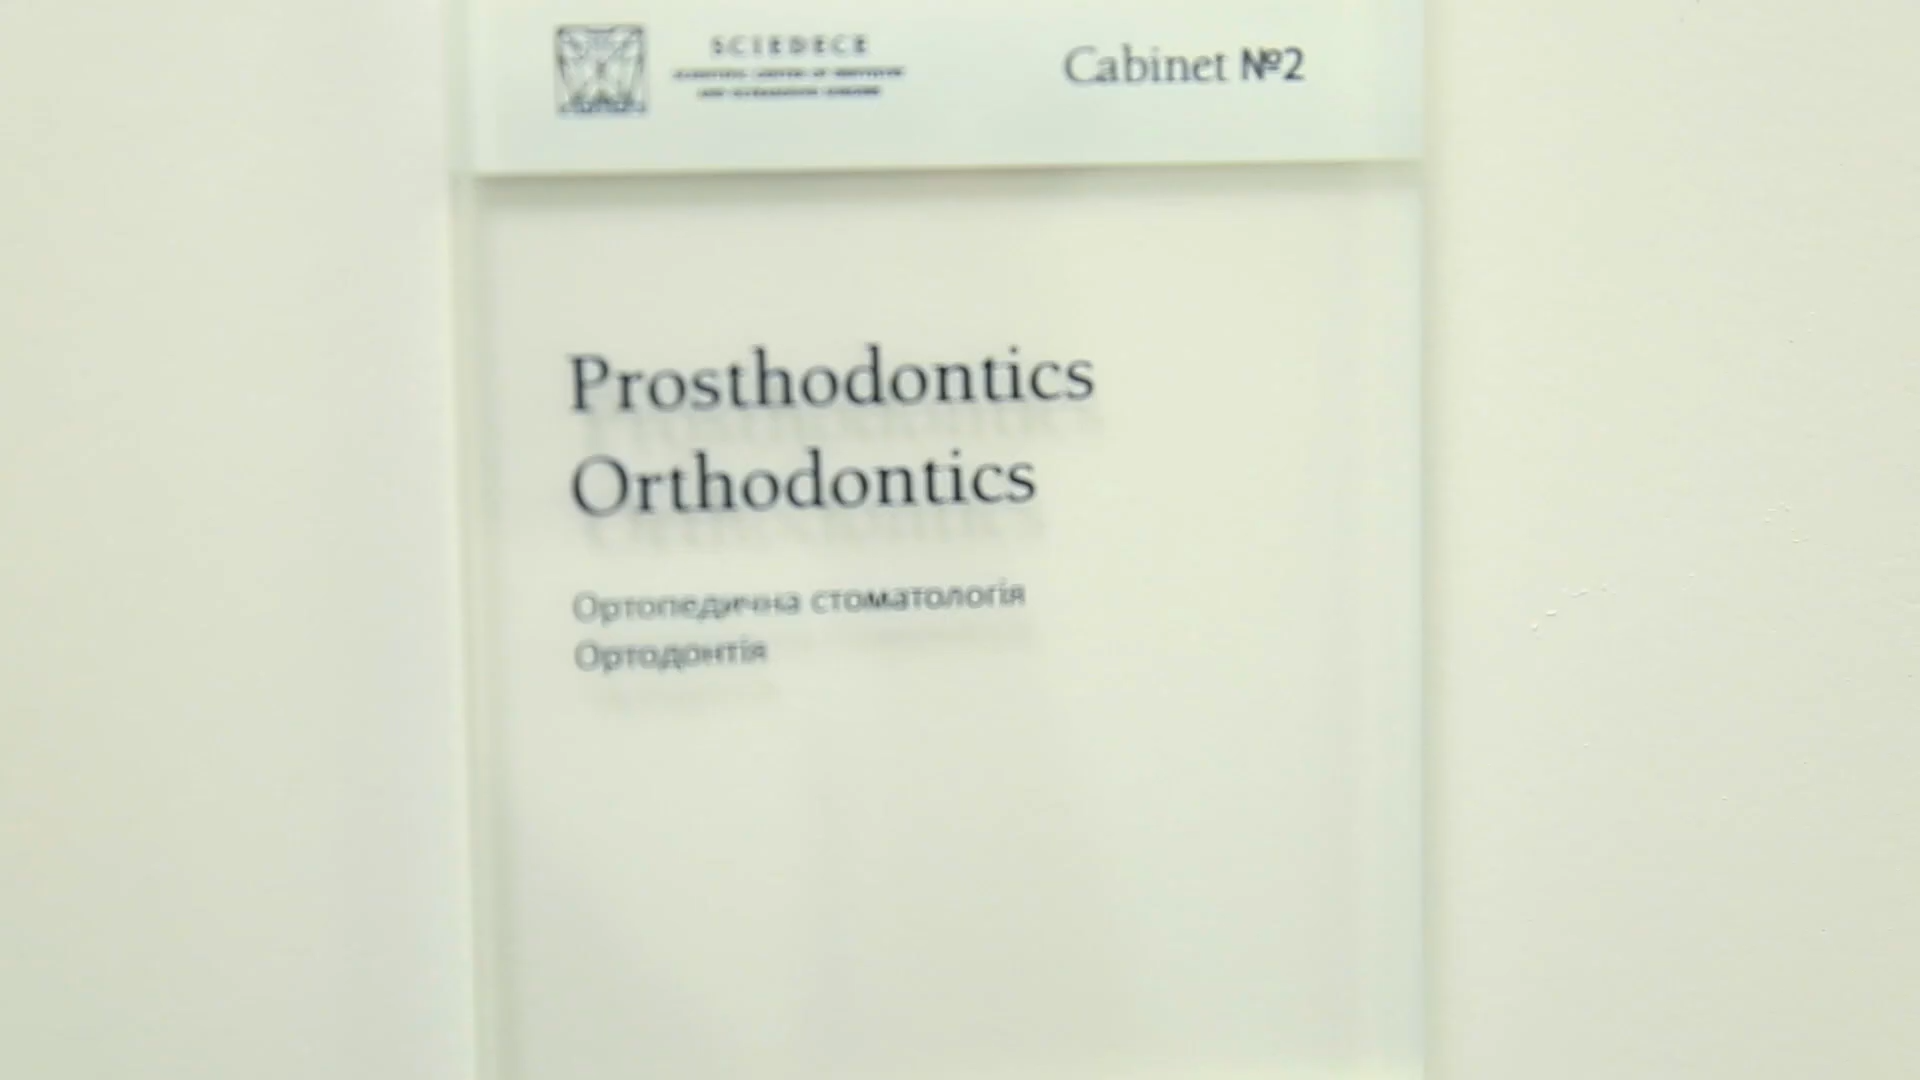 SCIEDECE
Cabinet №2
Prosthodontics
Orthodontics
Ортопедична стоматологія
Ортодонтія